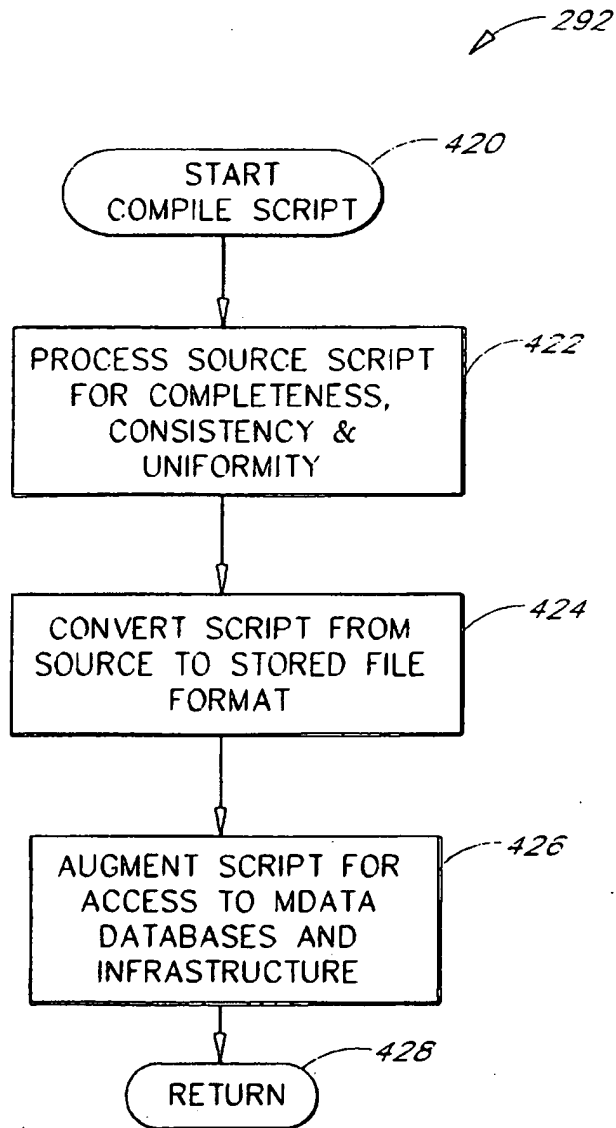 292
420
START
COMPILE SCRIPT
422
PROCESS SOURCE SCRIPT
FOR COMPLETENESS,
CONSISTENCY &
UNIFORMITY
424
CONVERT SCRIPT FROM
SOURCE TO STORED FILE
FORMAT
426
AUGMENT SCRIPT FOR
ACCESS TO MDATA
DATABASES AND
INFRASTRUCTURE
428
RETURN